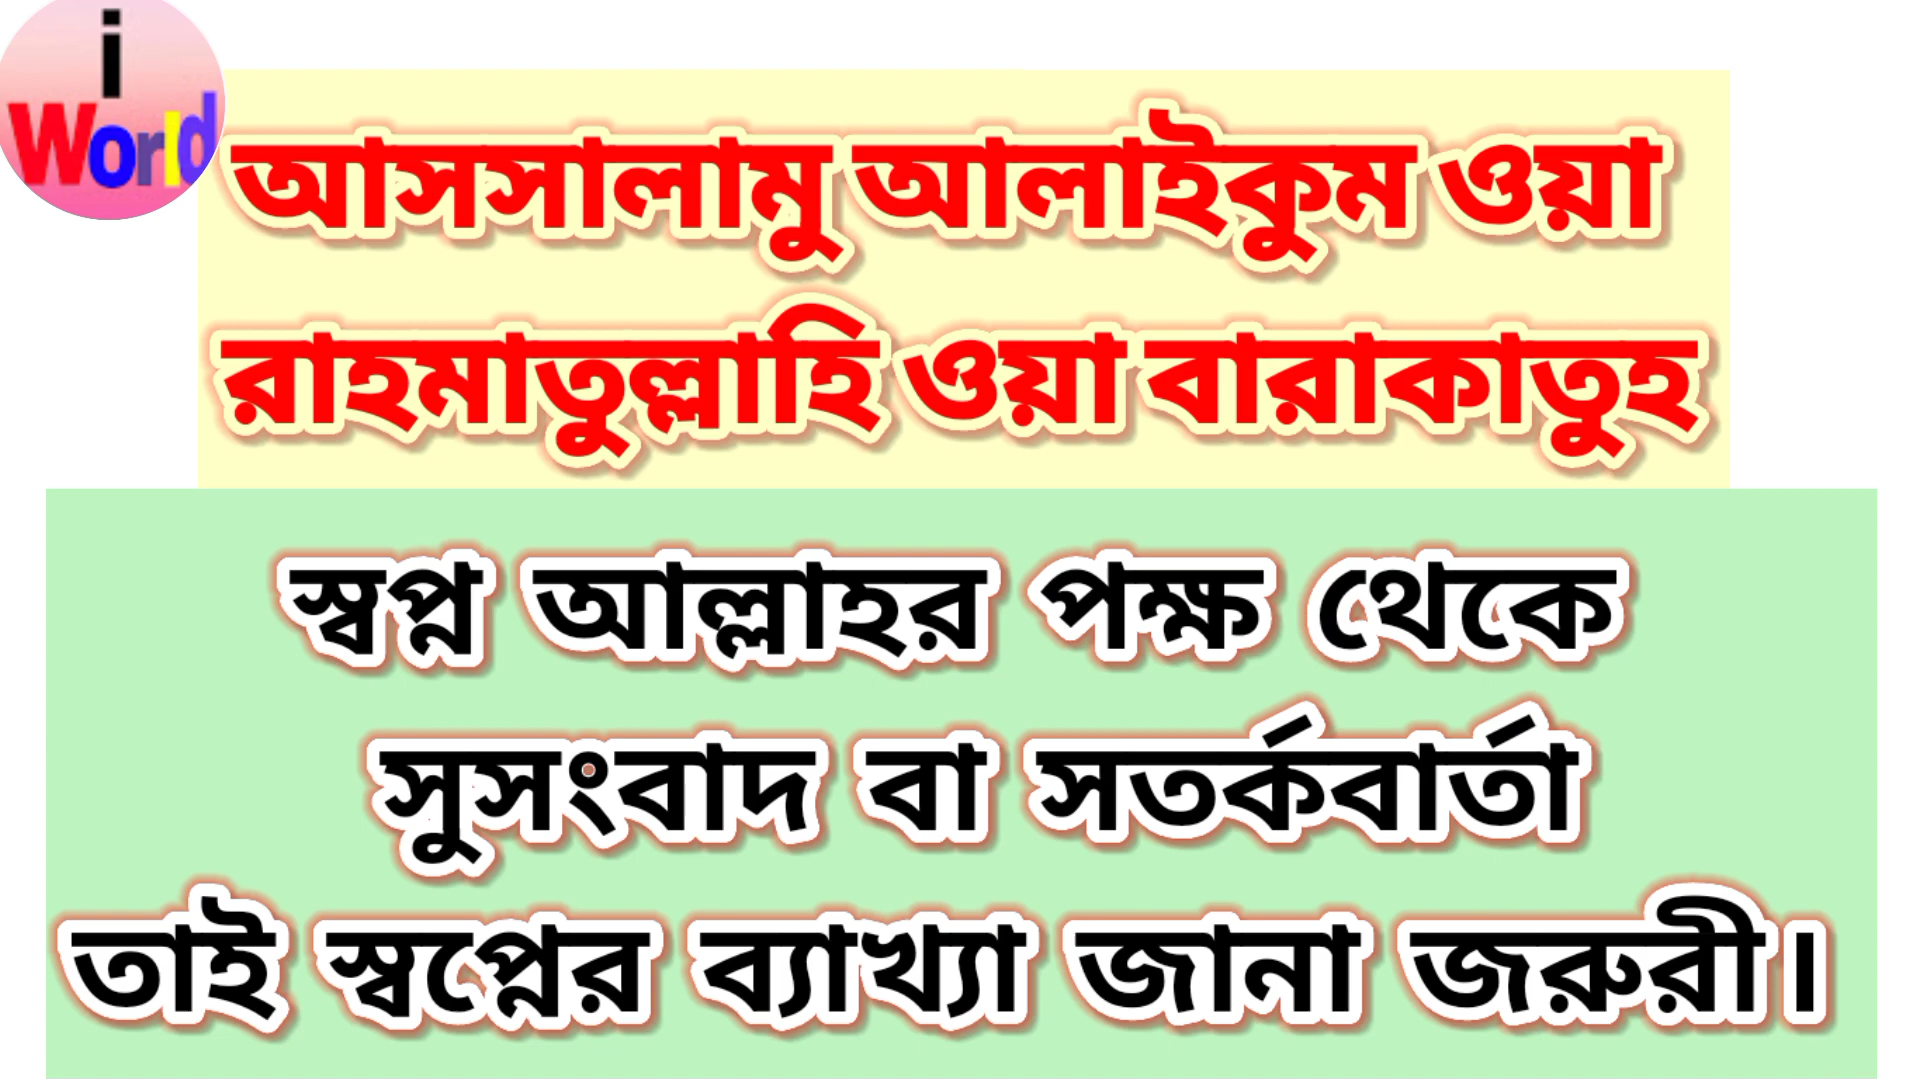 i
World
আসসালামু আলাইকুম ওয়া
রাহমাতুল্লাহি ওয়া বারাকাতুহ
স্বপ্ন আল্লাহর পক্ষ থেকে
সুসংবাদ বা সতর্কবার্তা
তাই স্বপ্নের ব্যাখ্যা জানা জরুরী।